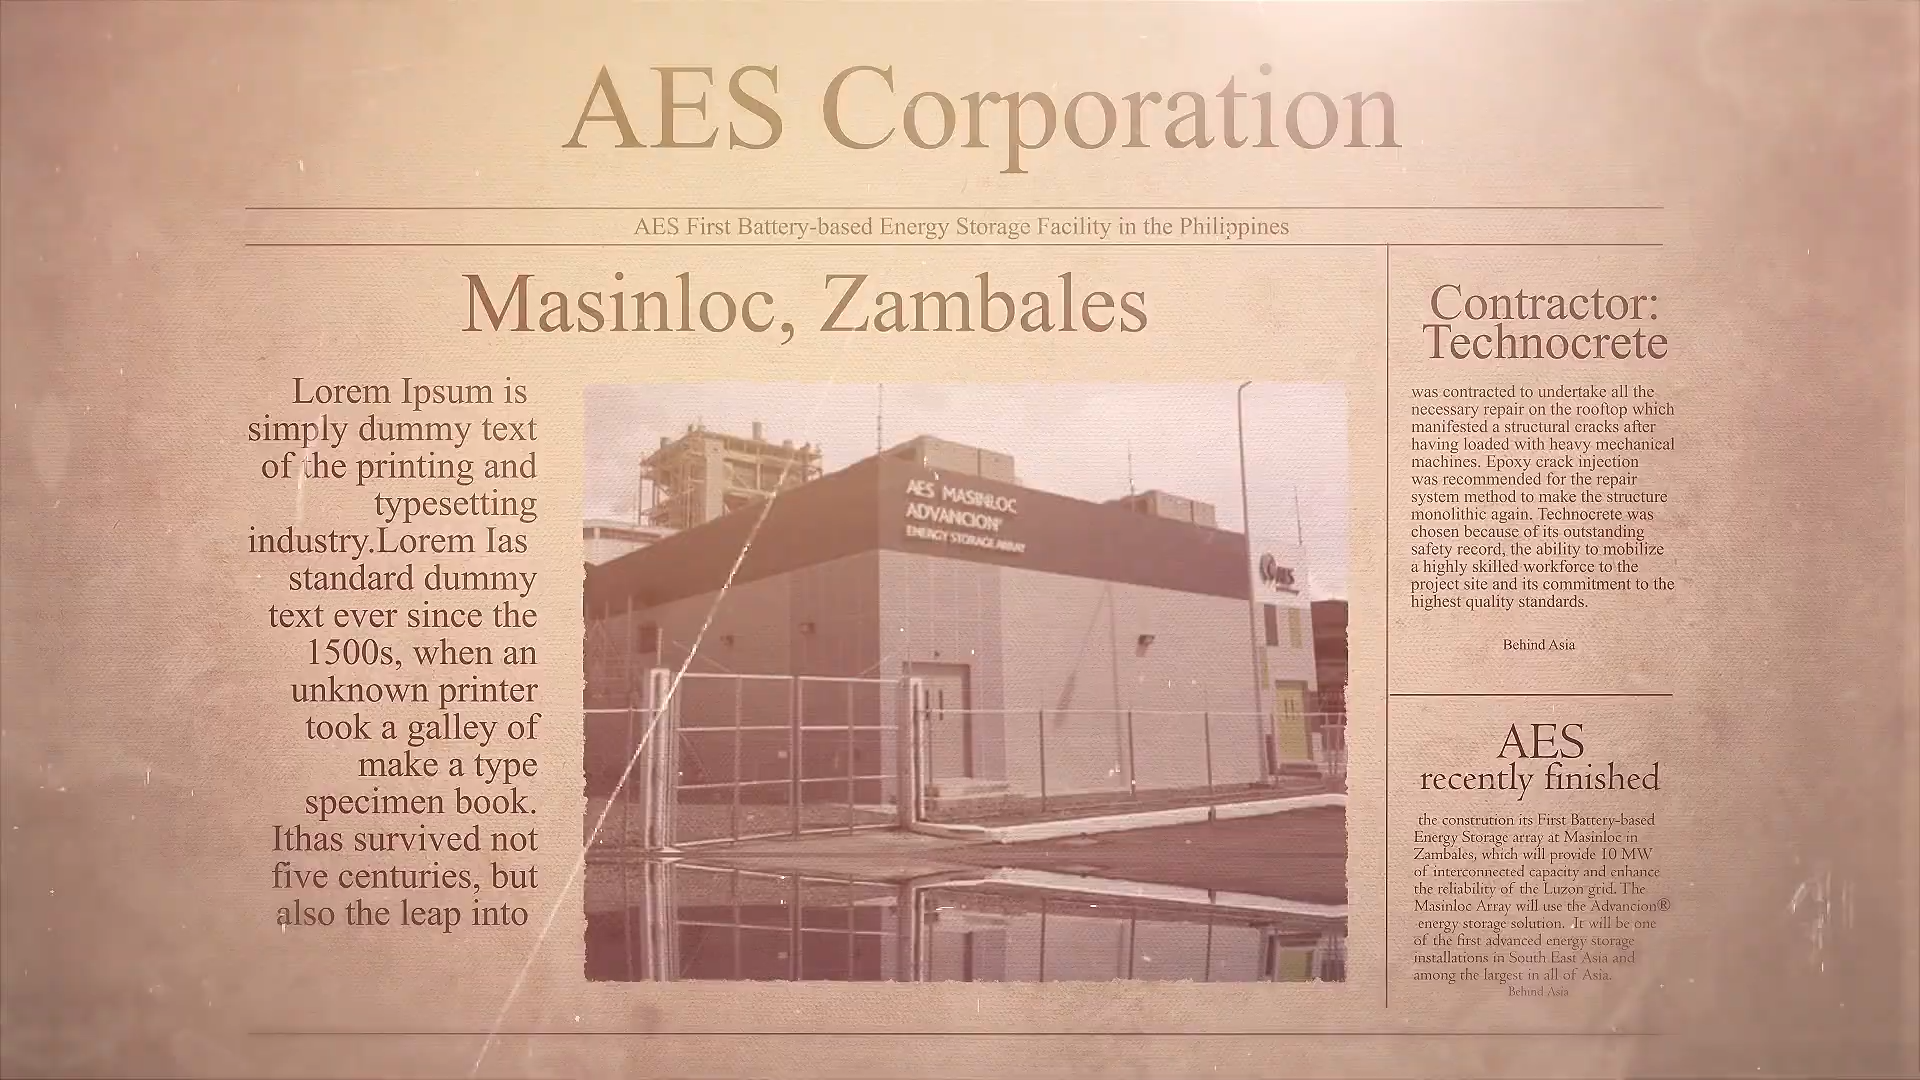 AES Corporation
AES First Battery-based Energy Storage Facility in the Philippines
Masinloc, Zambales
Lorem Ipsum is
simply dummy text
of the printing and
typesetting
industry.Lorem Ias
standard dummy
text ever since the
1500s, when an
unknown printer
took a galley of
make a type
specimen book.
Ithas survived not
five centuries, but
also the leap into
AES MASINLOC
ADVANCION®
ENERGY STORAGE ARRAY
AES
Contractor:
Technocrete
was contracted to undertake all the
necessary repair on the rooftop which
manifested a structural cracks after
having loaded with heavy mechanical
machines. Epoxy crack injection
was recommended for the repair
system method to make the structure
monolithic again. Technocrete was
chosen because of its outstanding
safety record, the ability to mobilize
a highly skilled workforce to the
project site and its commitment to the
highest quality standards.
Behind Asia
AES
recently finished
the constrution its First Battery-based
Energy Storage array at Masinloc in
Zambales, which will provide 10 MW
of interconnected capacity and enhance
the reliability of the Luzon grid. The
Masinloc Array will use the Advancion®
energy storage solution. It will be one
of the first advanced energy storage
installations in South East Asia and
among the largest in all of Asia.
Behind Asia